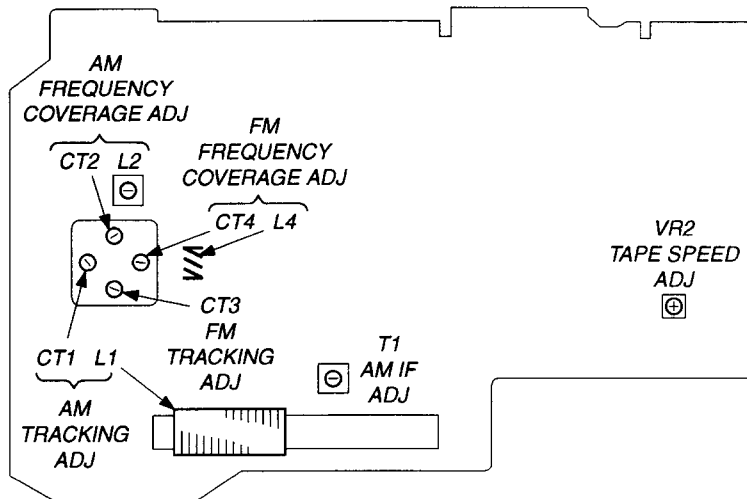 AM
FREQUENCY
COVERAGE ADJ
CT2 L2
FM
FREQUENCY
COVERAGE ADJ
CT4 L4
VR2
TAPE SPEED
ADJ
CT3
FM
TRACKING
ADJ
CT1 L1
AM
TRACKING
ADJ
T1
AM IF
ADJ